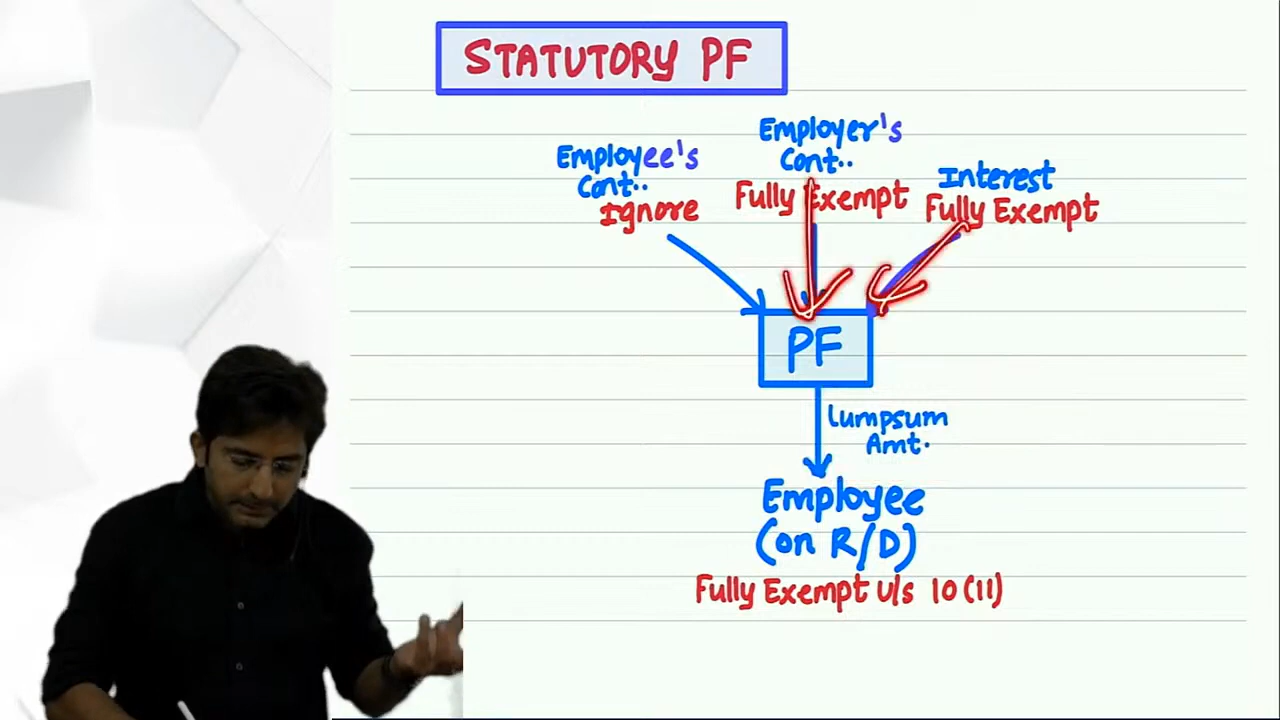 STATUTORY PF
Employee's
Cont..
Ignore
Employer's
Cont..
Fully Exempt
Interest
Fully Exempt
PF
Lumpsum
Amt.
Employee
(on R/D)
Fully Exempt u/s 10(11)